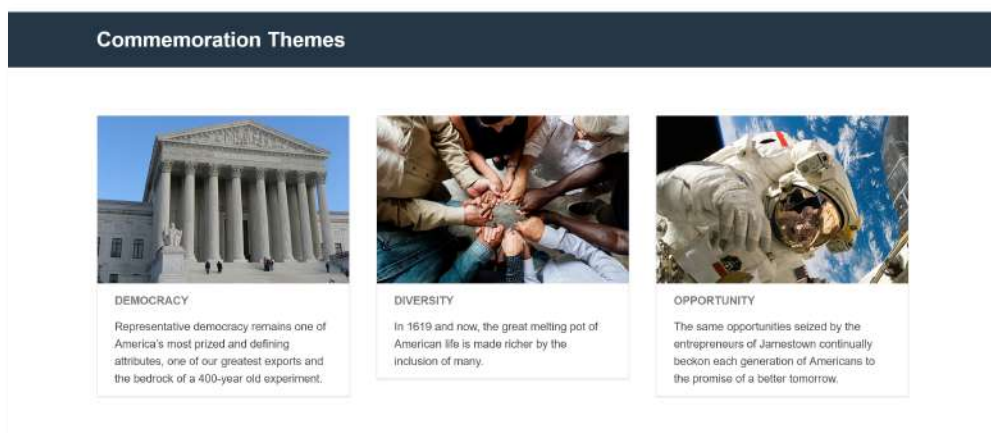 Commemoration Themes
DEMOCRACY
Representative democracy remains one of
America's most prized and defining
attributes, one of our greatest exports and
the bedrock of a 400-year old experiment.
DIVERSITY
In 1619 and now, the great melting pot of
American life is made richer by the
inclusion of many.
OPPORTUNITY
The same opportunities seized by the
entrepreneurs of Jamestown continually
beckon each generation of Americans to
the promise of a better tomorrow.